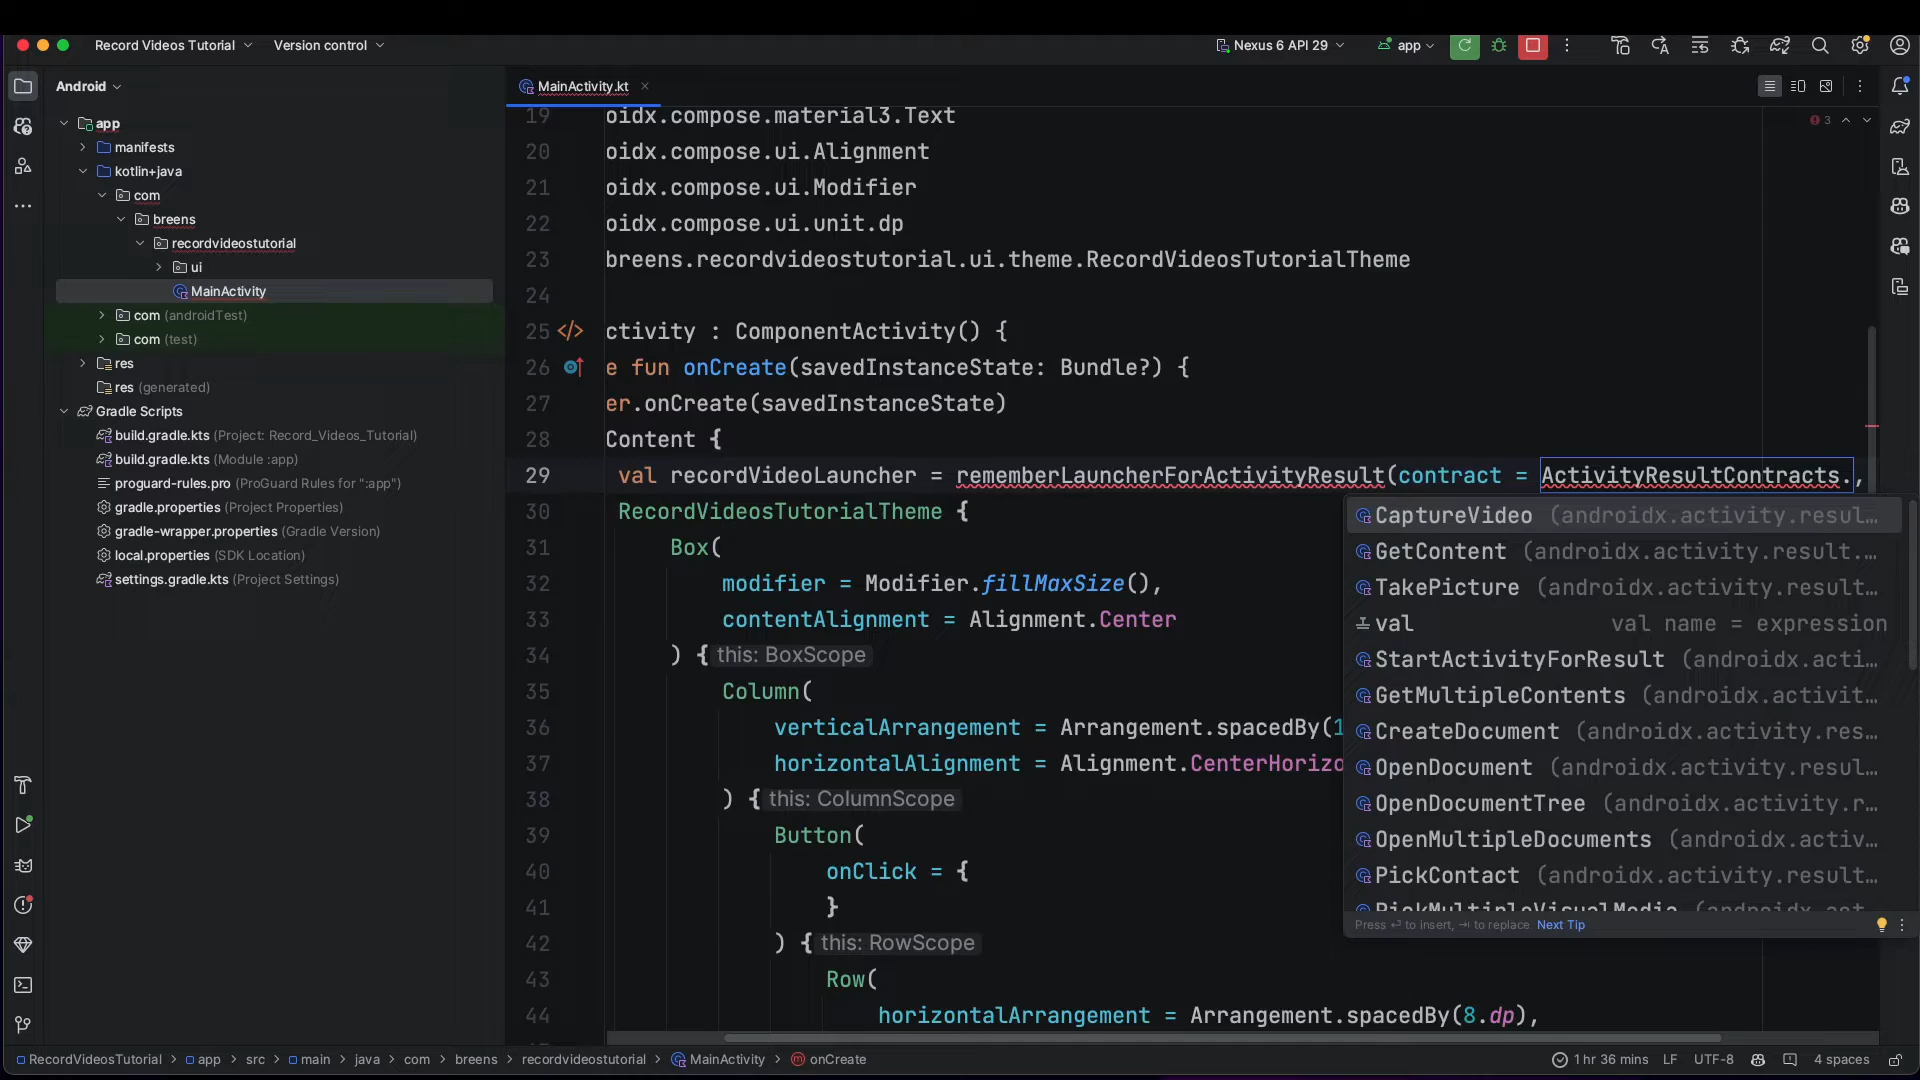 Record Videos Tutorial
Version control
Nexus 6 API 29
app
Android
MainActivity.kt
app
manifests
kotlin+java
com
breens
recordvideostutorial
ui
MainActivity
com (androidTest)
com (test)
res
res (generated)
Gradle Scripts
build.gradle.kts (Project: Record_Videos_Tutorial)
build.gradle.kts (Module :app)
proguard-rules.pro (ProGuard Rules for ":app")
gradle.properties (Project Properties)
gradle-wrapper.properties (Gradle Version)
local.properties (SDK Location)
settings.gradle.kts (Project Settings)
3
19 oidx.compose.material3.Text
20 oidx.compose.ui.Alignment
21 oidx.compose.ui.Modifier
22 oidx.compose.ui.unit.dp
23 breens.recordvideostutorial.ui.theme.RecordVideosTutorialTheme
24
25 ctivity : ComponentActivity() {
26 e fun onCreate(savedInstanceState: Bundle?) {
27 er.onCreate(savedInstanceState)
28 Content {
29 val recordVideoLauncher = rememberLauncherForActivityResult(contract = ActivityResultContracts.,
30 RecordVideosTutorialTheme {
31 Box(
32 modifier = Modifier.fillMaxSize(),
33 contentAlignment = Alignment.Center
34 ) { this: BoxScope
35 Column(
36 verticalArrangement = Arrangement.spacedBy(1
37 horizontalAlignment = Alignment.CenterHorizo
38 ) { this: ColumnScope
39 Button(
40 onClick = {
41 }
42 ) { this: RowScope
43 Row(
44 horizontalArrangement = Arrangement.spacedBy(8.dp),
CaptureVideo (androidx.activity.resul…
GetContent (androidx.activity.result.…
TakePicture (androidx.activity.result…
val val name = expression
StartActivityForResult (androidx.acti…
GetMultipleContents (androidx.activit…
CreateDocument (androidx.activity.res…
OpenDocument (androidx.activity.resul…
OpenDocumentTree (androidx.activity.r…
OpenMultipleDocuments (androidx.activ…
PickContact (androidx.activity.result…
PickMultipleVisualMedia (androidx.act…
Press ↵ to insert, ⇥ to replace Next Tip
RecordVideosTutorial > app > src > main > java > com > breens > recordvideostutorial > MainActivity > onCreate
1 hr 36 mins LF UTF-8 4 spaces